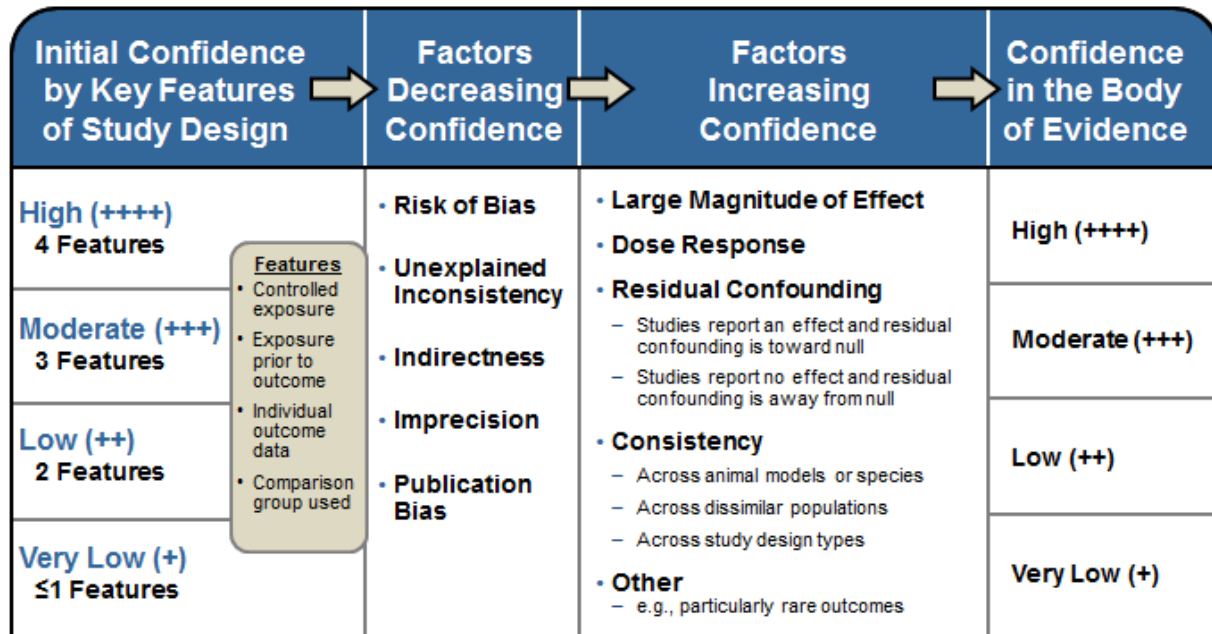 Initial Confidence
by Key Features
of Study Design
Factors
Decreasing
Confidence
Factors
Increasing
Confidence
Confidence
in the Body
of Evidence
High (++++)
4 Features
Moderate (+++)
3 Features
Low (++)
2 Features
Very Low (+)
≤1 Features
Features
• Controlled
exposure
• Exposure
prior to
outcome
• Individual
outcome
data
• Comparison
group used
• Risk of Bias
• Unexplained
Inconsistency
• Indirectness
• Imprecision
• Publication
Bias
• Large Magnitude of Effect
• Dose Response
• Residual Confounding
– Studies report an effect and residual
confounding is toward null
– Studies report no effect and residual
confounding is away from null
• Consistency
– Across animal models or species
– Across dissimilar populations
– Across study design types
• Other
– e.g., particularly rare outcomes
High (++++)
Moderate (+++)
Low (++)
Very Low (+)